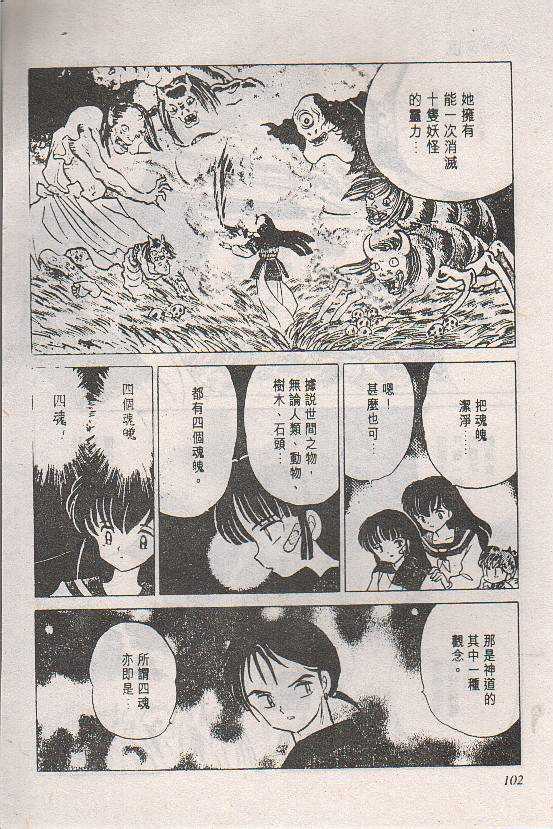 她擁有
能一次消滅
十隻妖怪
的靈力…
把魂魄
潔淨……
嗯！
甚麼也可…
據說世間之物，
無論人類、動物、
樹木、石頭…
都有四個魂魄。
四個魂魄
四魂！
那是神道的
其中一種
觀念。
所謂四魂
亦即是…
102